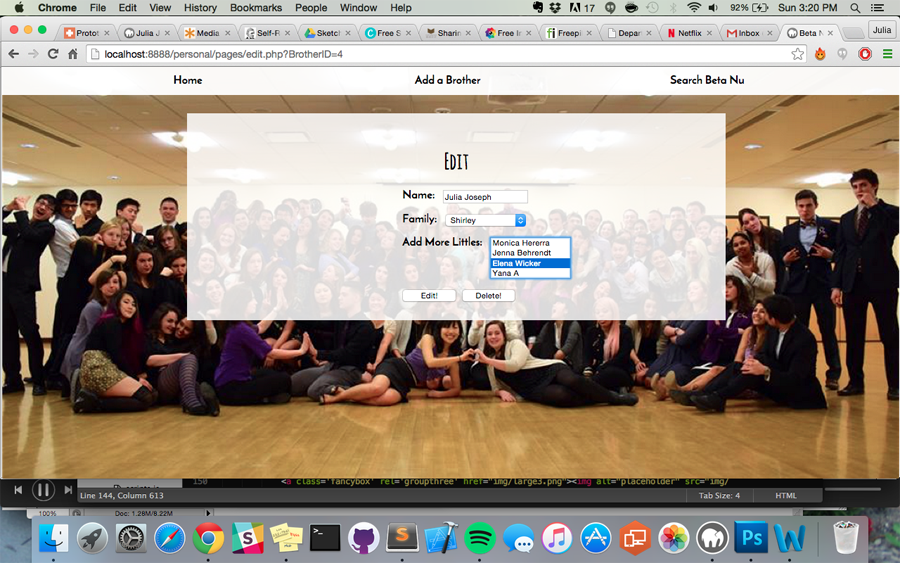 Chrome File Edit View History Bookmarks People Window Help 17 92% Sun 3:20 PM
Protot Julia J Media Self-R Sketch Free S Sharin Free In Freepi Depar Netflix Inbox Beta N Julia
localhost:8888/personal/pages/edit.php?BrotherID=4
Home Add a Brother Search Beta Nu
Edit
Name: Julia Joseph
Family: Shirley
Add More Littles: Monica Hererra
Jenna Behrendt
Elena Wicker
Yana A
Edit! Delete!
150 <a class='fancybox' rel='groupthree' href="img/large3.png"><img alt="placeholder" src="img/
Line 144, Column 613 Tab Size: 4 HTML
100% Doc: 1.28M/8.22M
Ps